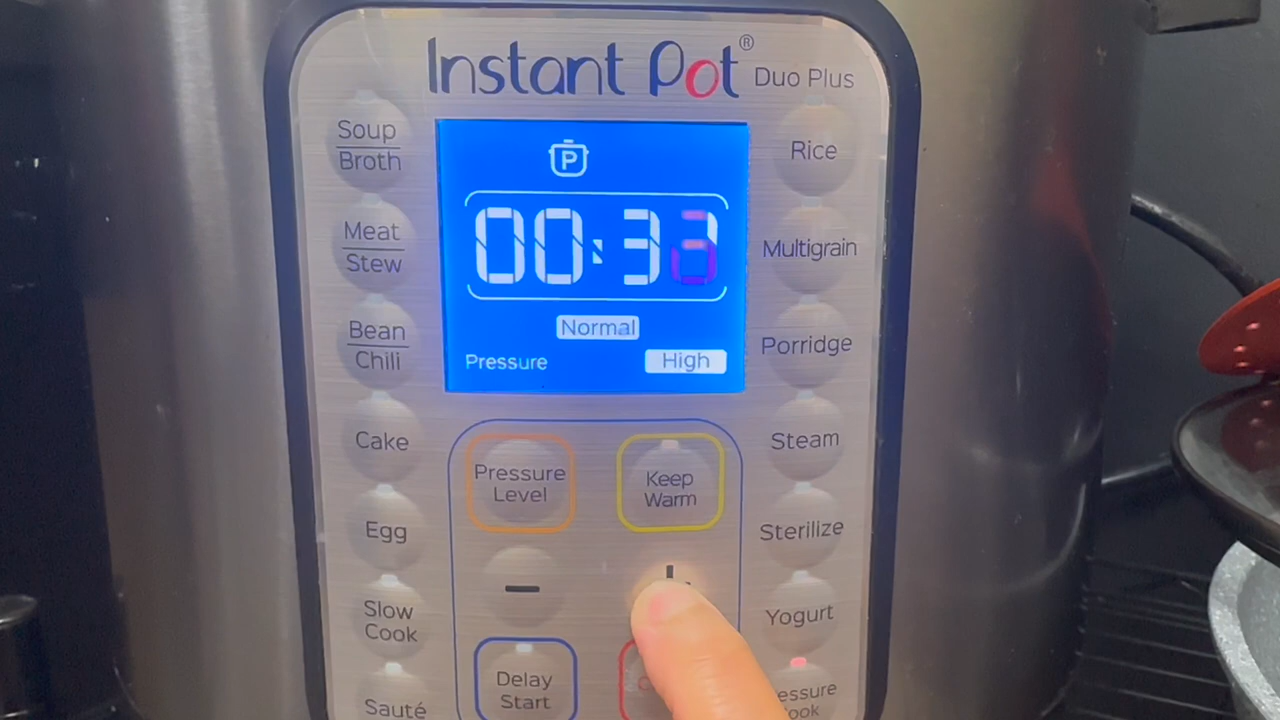 Instant Pot® Duo Plus
Soup
Broth
Rice
Meat
Stew
Multigrain
Bean
Chili
Normal
Porridge
Pressure High
Cake
Steam
Pressure
Level
Keep
Warm
Egg
Sterilize
Slow
Cook
Yogurt
Delay
Start
Sauté